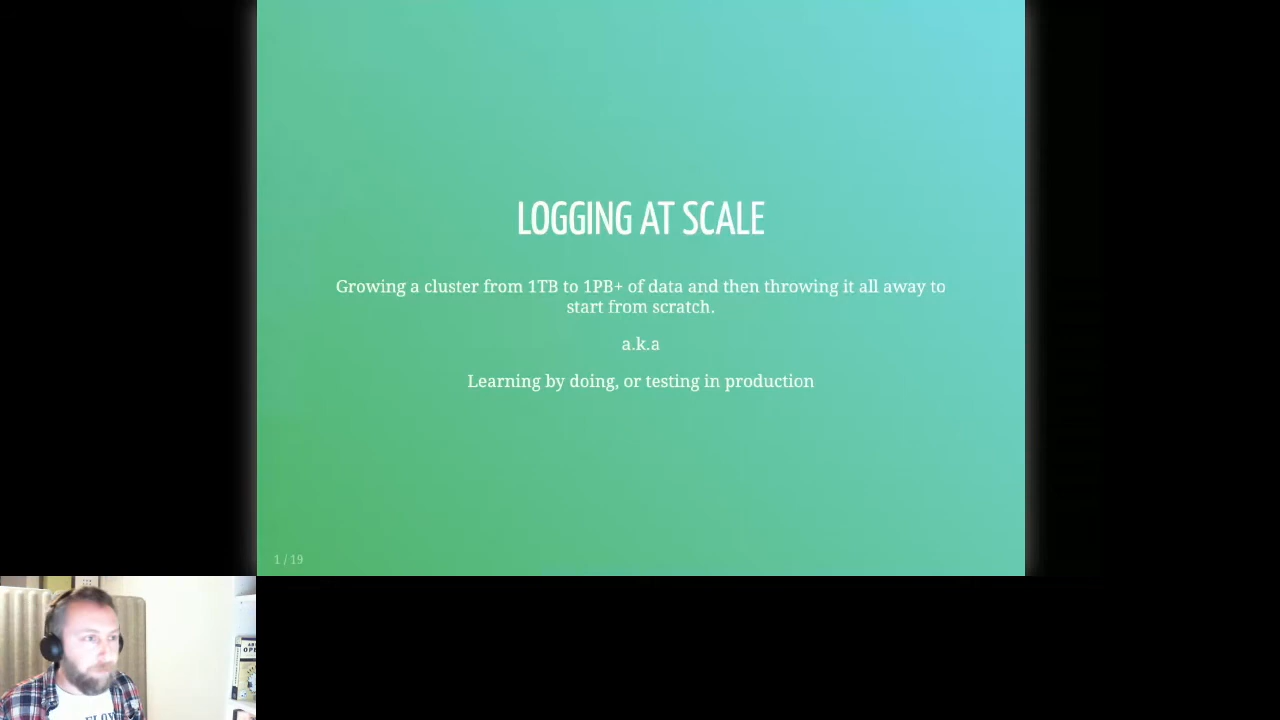 LOGGING AT SCALE
Growing a cluster from 1TB to 1PB+ of data and then throwing it all away to
start from scratch.
a.k.a
Learning by doing, or testing in production
1 / 19